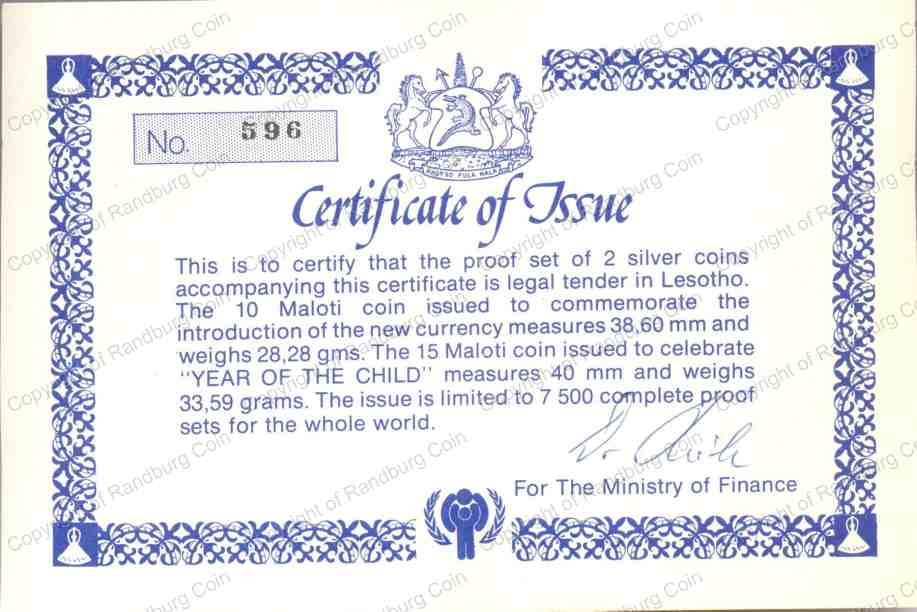 No. 596
KHOTSO PULA NALA
Certificate of Issue
This is to certify that the proof set of 2 silver coins
accompanying this certificate is legal tender in Lesotho.
The 10 Maloti coin issued to commemorate the
introduction of the new currency measures 38,60 mm and
weighs 28,28 gms. The 15 Maloti coin issued to celebrate
"YEAR OF THE CHILD" measures 40 mm and weighs
33,59 grams. The issue is limited to 7 500 complete proof
sets for the whole world.
For The Ministry of Finance
Copyright of Randburg Coin